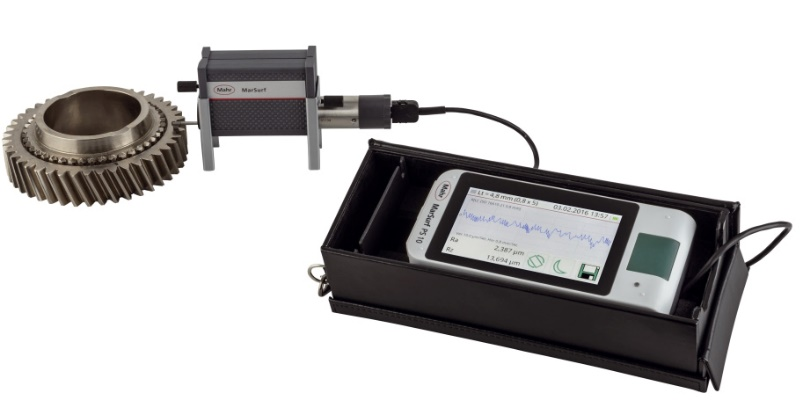 Mahr
MarSurf
Mahr
MarSurf PS 10
Lt = 4,8 mm (0,8 x 5)
03.02.2016 13:57
Ra
2,387 µm
Rz
13,694 µm